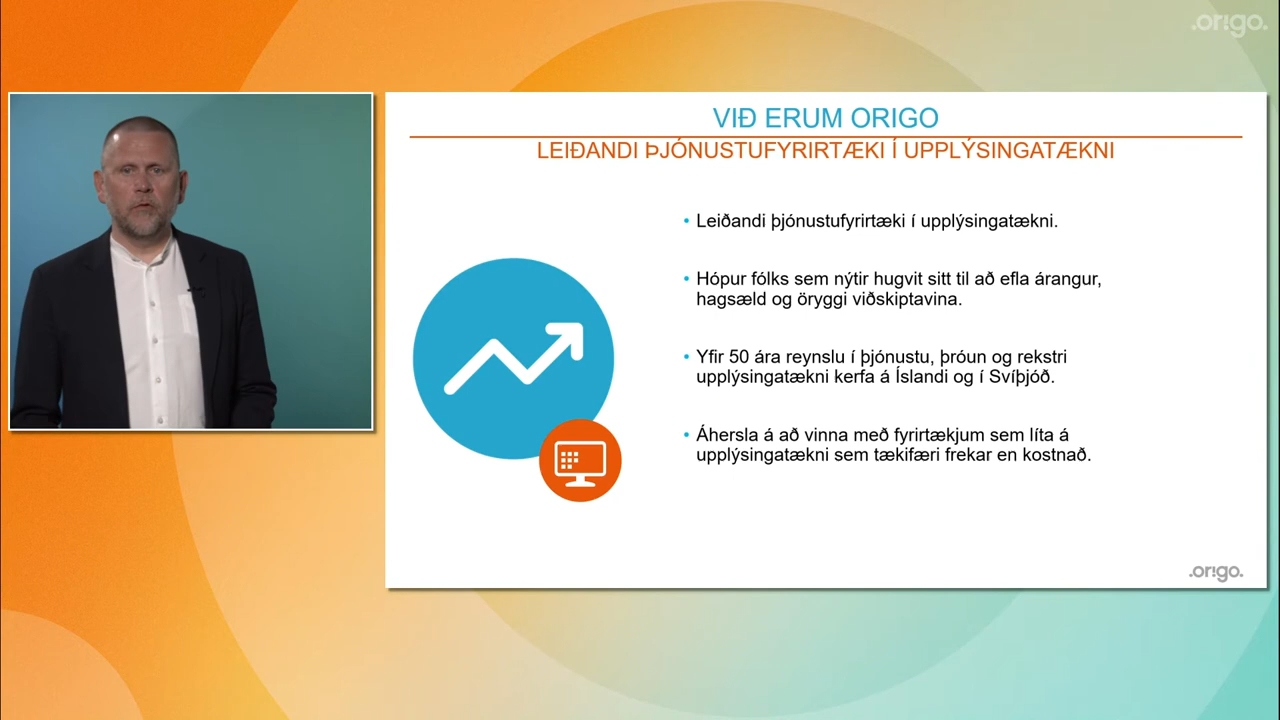 .origo.
VIÐ ERUM ORIGO
LEIÐANDI ÞJÓNUSTUFYRIRTÆKI Í UPPLÝSINGATÆKNI
• Leiðandi þjónustufyrirtæki í upplýsingatækni.
• Hópur fólks sem nýtir hugvit sitt til að efla árangur,
hagsæld og öryggi viðskiptavina.
• Yfir 50 ára reynslu í þjónustu, þróun og rekstri
upplýsingatækni kerfa á Íslandi og í Svíþjóð.
• Áhersla á að vinna með fyrirtækjum sem líta á
upplýsingatækni sem tækifæri frekar en kostnað.
.origo.